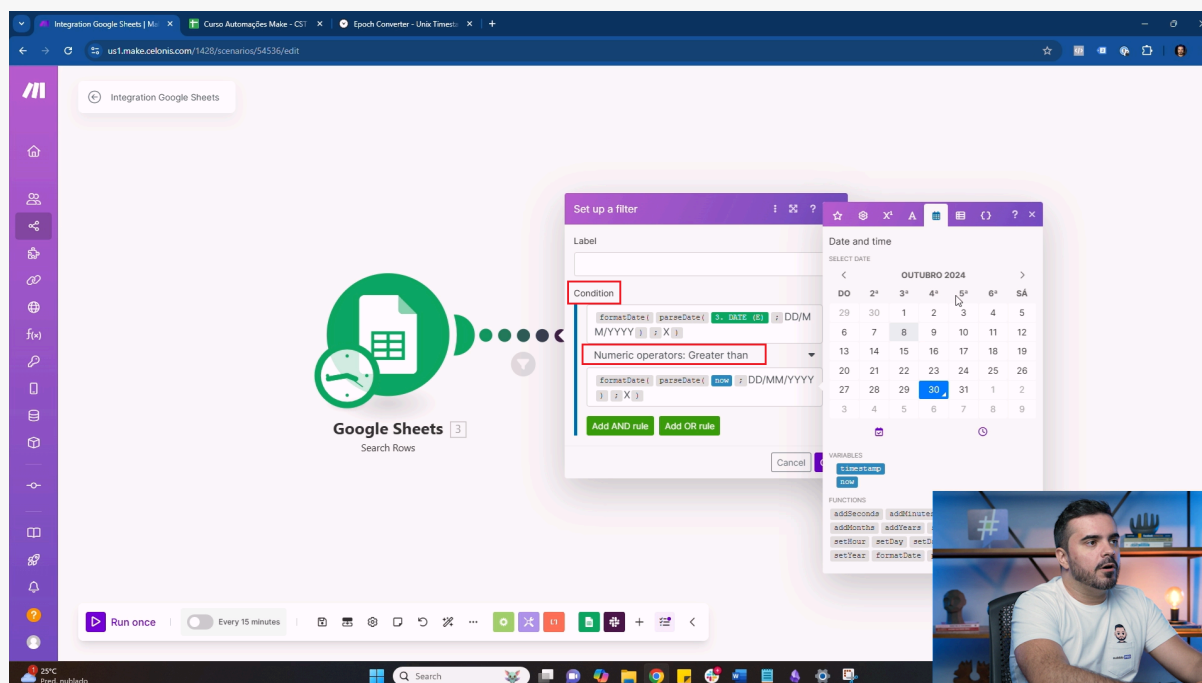 Integration Google Sheets | Ma
Curso Automações Make - CST
Epoch Converter - Unix Timest
us1.make.celonis.com/1428/scenarios/54536/edit
Integration Google Sheets
Set up a filter
?
Label
Condition
formatDate( parseDate( 3. DATE (E) ; DD/M
M/YYYY ) ; X )
Numeric operators: Greater than
formatDate( parseDate( now ; DD/MM/YYYY
) ; X )
Add AND rule Add OR rule
Cancel
X¹ A {} ? ×
Date and time
SELECT DATE
< OUTUBRO 2024 >
DO 2ª 3ª 4ª 5ª 6ª SÁ
29 30 1 2 3 4 5
6 7 8 9 10 11 12
13 14 15 16 17 18 19
20 21 22 23 24 25 26
27 28 29 30 31 1 2
3 4 5 6 7 8 9
VARIABLES
timestamp
now
FUNCTIONS
addSeconds addMinutes
addMonths addYears
setHour setDay setD
setYear formatDate
Google Sheets 3
Search Rows
Run once Every 15 minutes
f(x)
#
25°C
Pred. nublado
Search